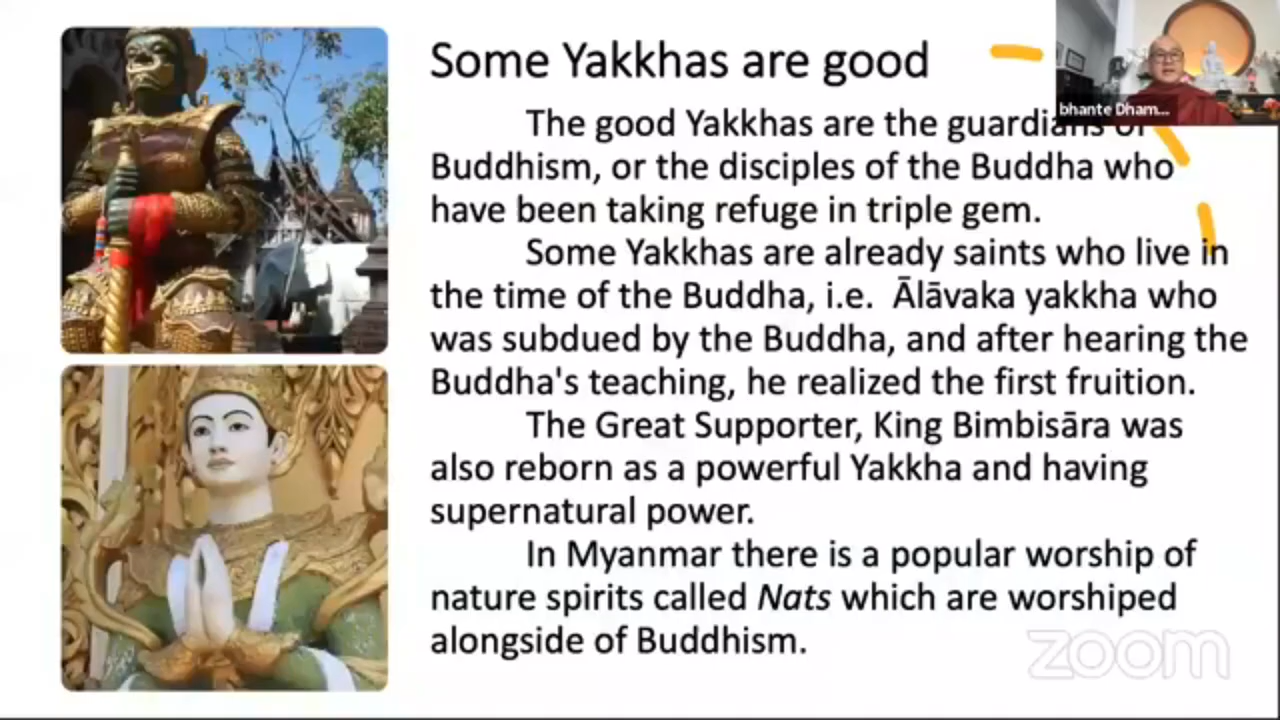 Some Yakkhas are good
bhante Dham...
The good Yakkhas are the guardians of
Buddhism, or the disciples of the Buddha who
have been taking refuge in triple gem.
Some Yakkhas are already saints who live in
the time of the Buddha, i.e. Ālāvaka yakkha who
was subdued by the Buddha, and after hearing the
Buddha's teaching, he realized the first fruition.
The Great Supporter, King Bimbisāra was
also reborn as a powerful Yakkha and having
supernatural power.
In Myanmar there is a popular worship of
nature spirits called Nats which are worshiped
alongside of Buddhism.
zoom